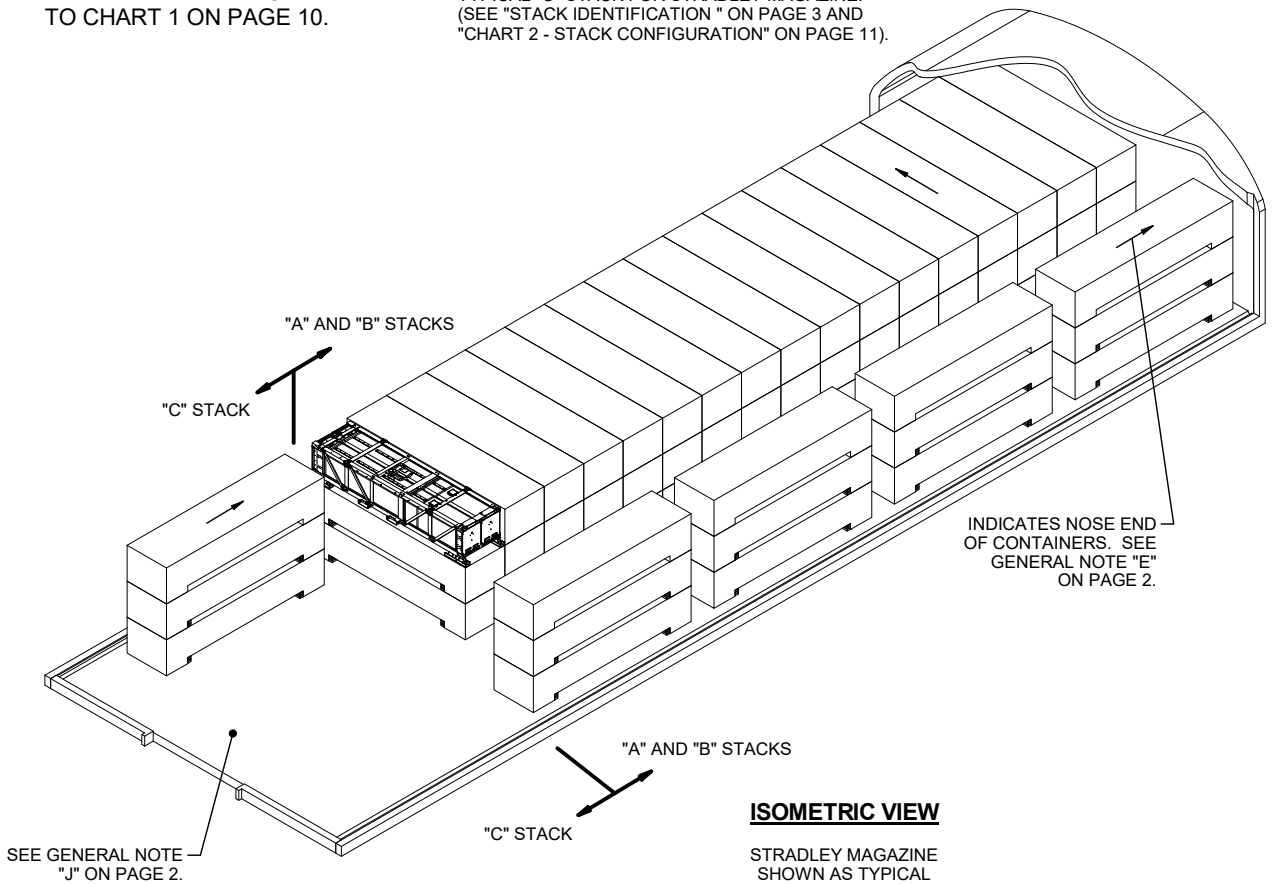 TO CHART 1 ON PAGE 10.
(SEE "STACK IDENTIFICATION " ON PAGE 3 AND
"CHART 2 - STACK CONFIGURATION" ON PAGE 11).
"A" AND "B" STACKS
"C" STACK
INDICATES NOSE END
OF CONTAINERS. SEE
GENERAL NOTE "E"
ON PAGE 2.
"A" AND "B" STACKS
"C" STACK
SEE GENERAL NOTE
"J" ON PAGE 2.
ISOMETRIC VIEW
STRADLEY MAGAZINE
SHOWN AS TYPICAL